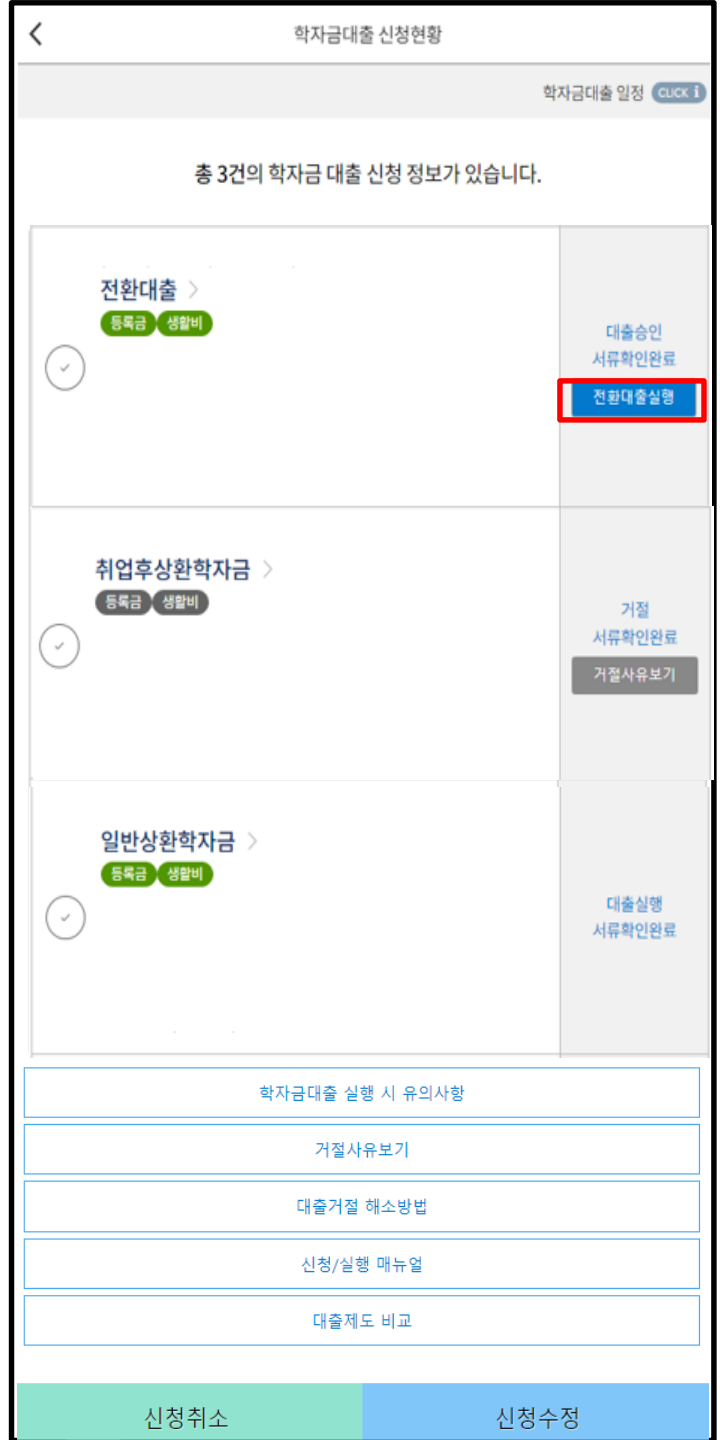 학자금대출 신청현황
학자금대출 일정 CLICK i
총 3건의 학자금 대출 신청 정보가 있습니다.
전환대출
등록금 생활비
대출승인
서류확인완료
전환대출실행
취업후상환학자금
등록금 생활비
거절
서류확인완료
거절사유보기
일반상환학자금
등록금 생활비
대출실행
서류확인완료
학자금대출 실행 시 유의사항
거절사유보기
대출거절 해소방법
신청/실행 매뉴얼
대출제도 비교
신청취소 신청수정